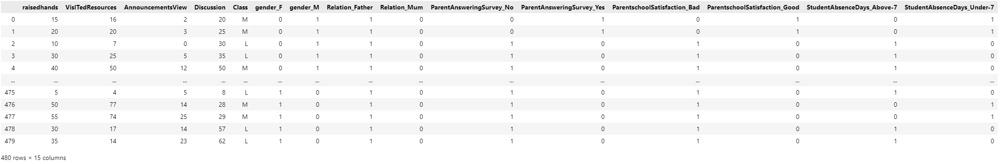 raisedhands VisITedResources AnnouncementsView Discussion Class gender_F gender_M Relation_Father Relation_Mum ParentAnsweringSurvey_No ParentAnsweringSurvey_Yes ParentschoolSatisfaction_Bad ParentschoolSatisfaction_Good StudentAbsenceDays_Above-7 StudentAbsenceDays_Under-7
0 15 16 2 20 M 0 1 1 0 0 1 0 1 0 1
1 20 20 3 25 M 0 1 1 0 0 1 0 1 0 1
2 10 7 0 30 L 0 1 1 0 1 0 1 0 1 0
3 30 25 5 35 L 0 1 1 0 1 0 1 0 1 0
4 40 50 12 50 M 0 1 1 0 1 0 1 0 1 0
... ... ... ... ... ... ... ... ... ... ... ... ... ... ... ...
475 5 4 5 8 L 1 0 1 0 1 0 1 0 1 0
476 50 77 14 28 M 1 0 1 0 1 0 1 0 0 1
477 55 74 25 29 M 1 0 1 0 1 0 1 0 0 1
478 30 17 14 57 L 1 0 1 0 1 0 1 0 1 0
479 35 14 23 62 L 1 0 1 0 1 0 1 0 1 0
480 rows × 15 columns